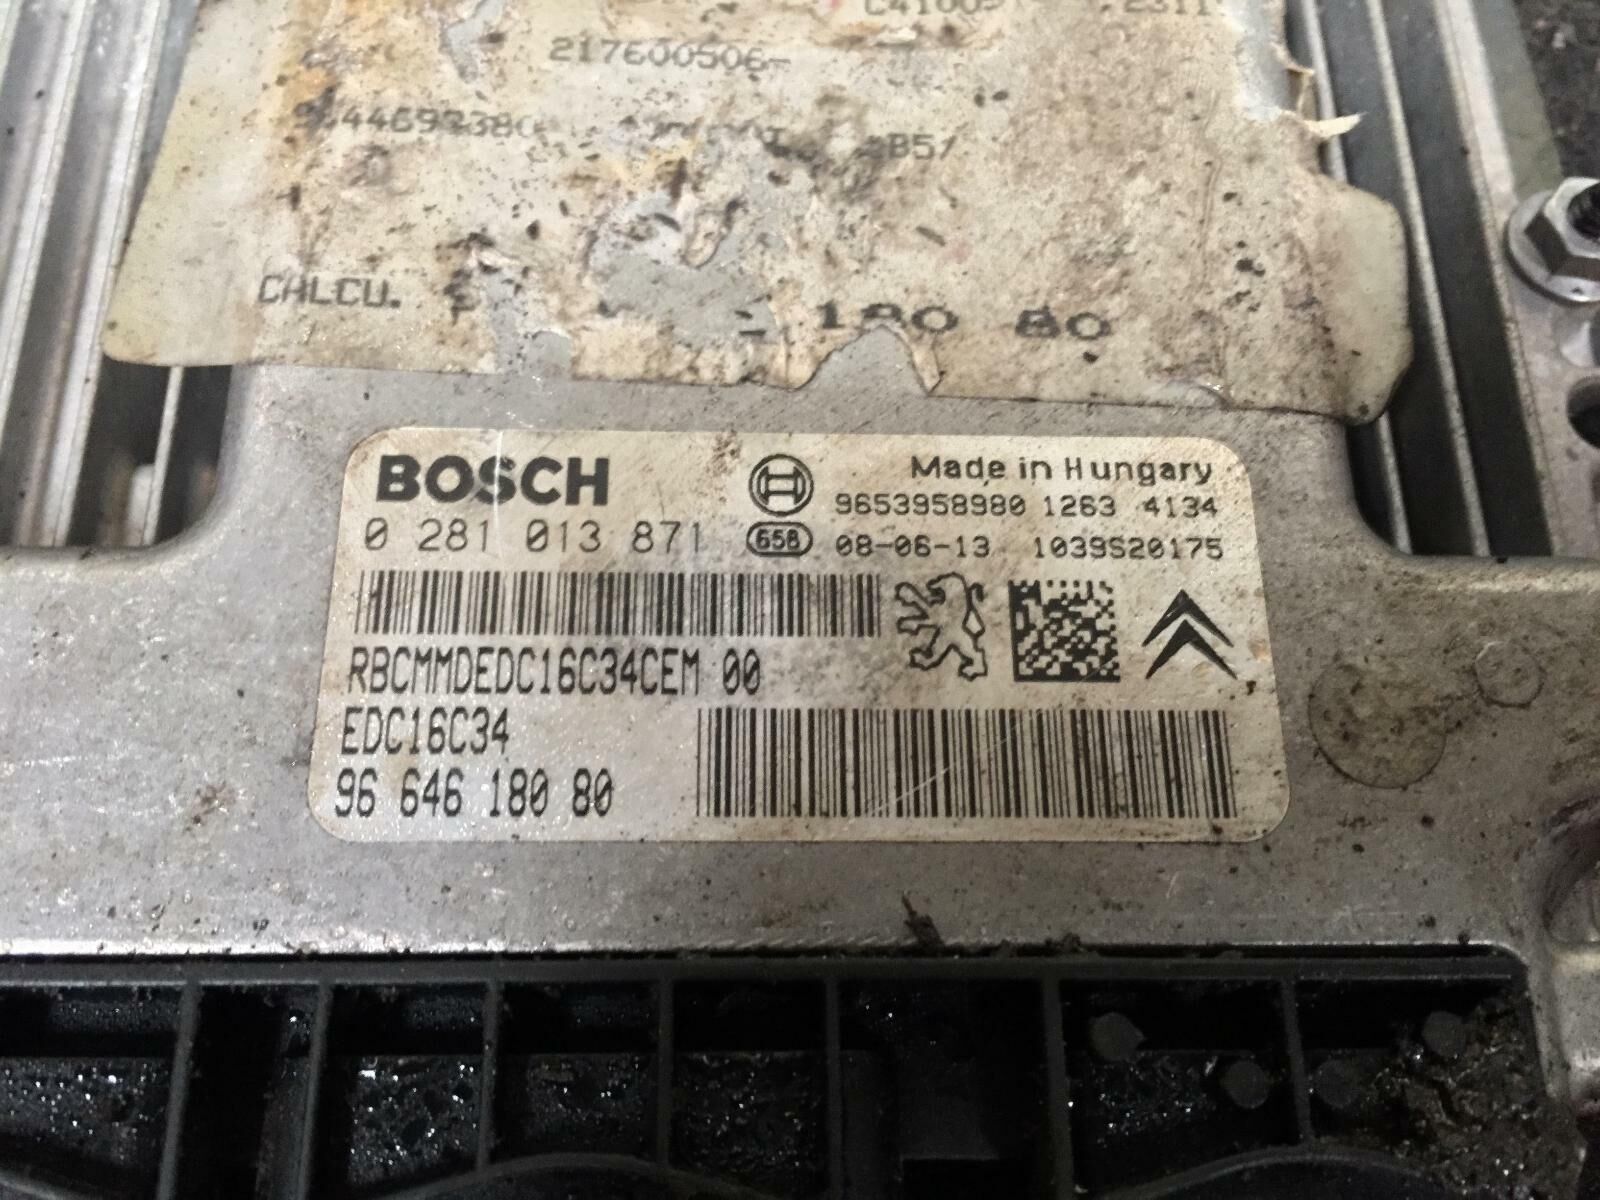 217600506-
CALCU. 180 80
BOSCH
Made in Hungary
9653958980 1263 4134
0 281 013 871
658
08-06-13 1039S20175
RBCMMDEDC16C34CEM 00
EDC16C34
96 646 180 80